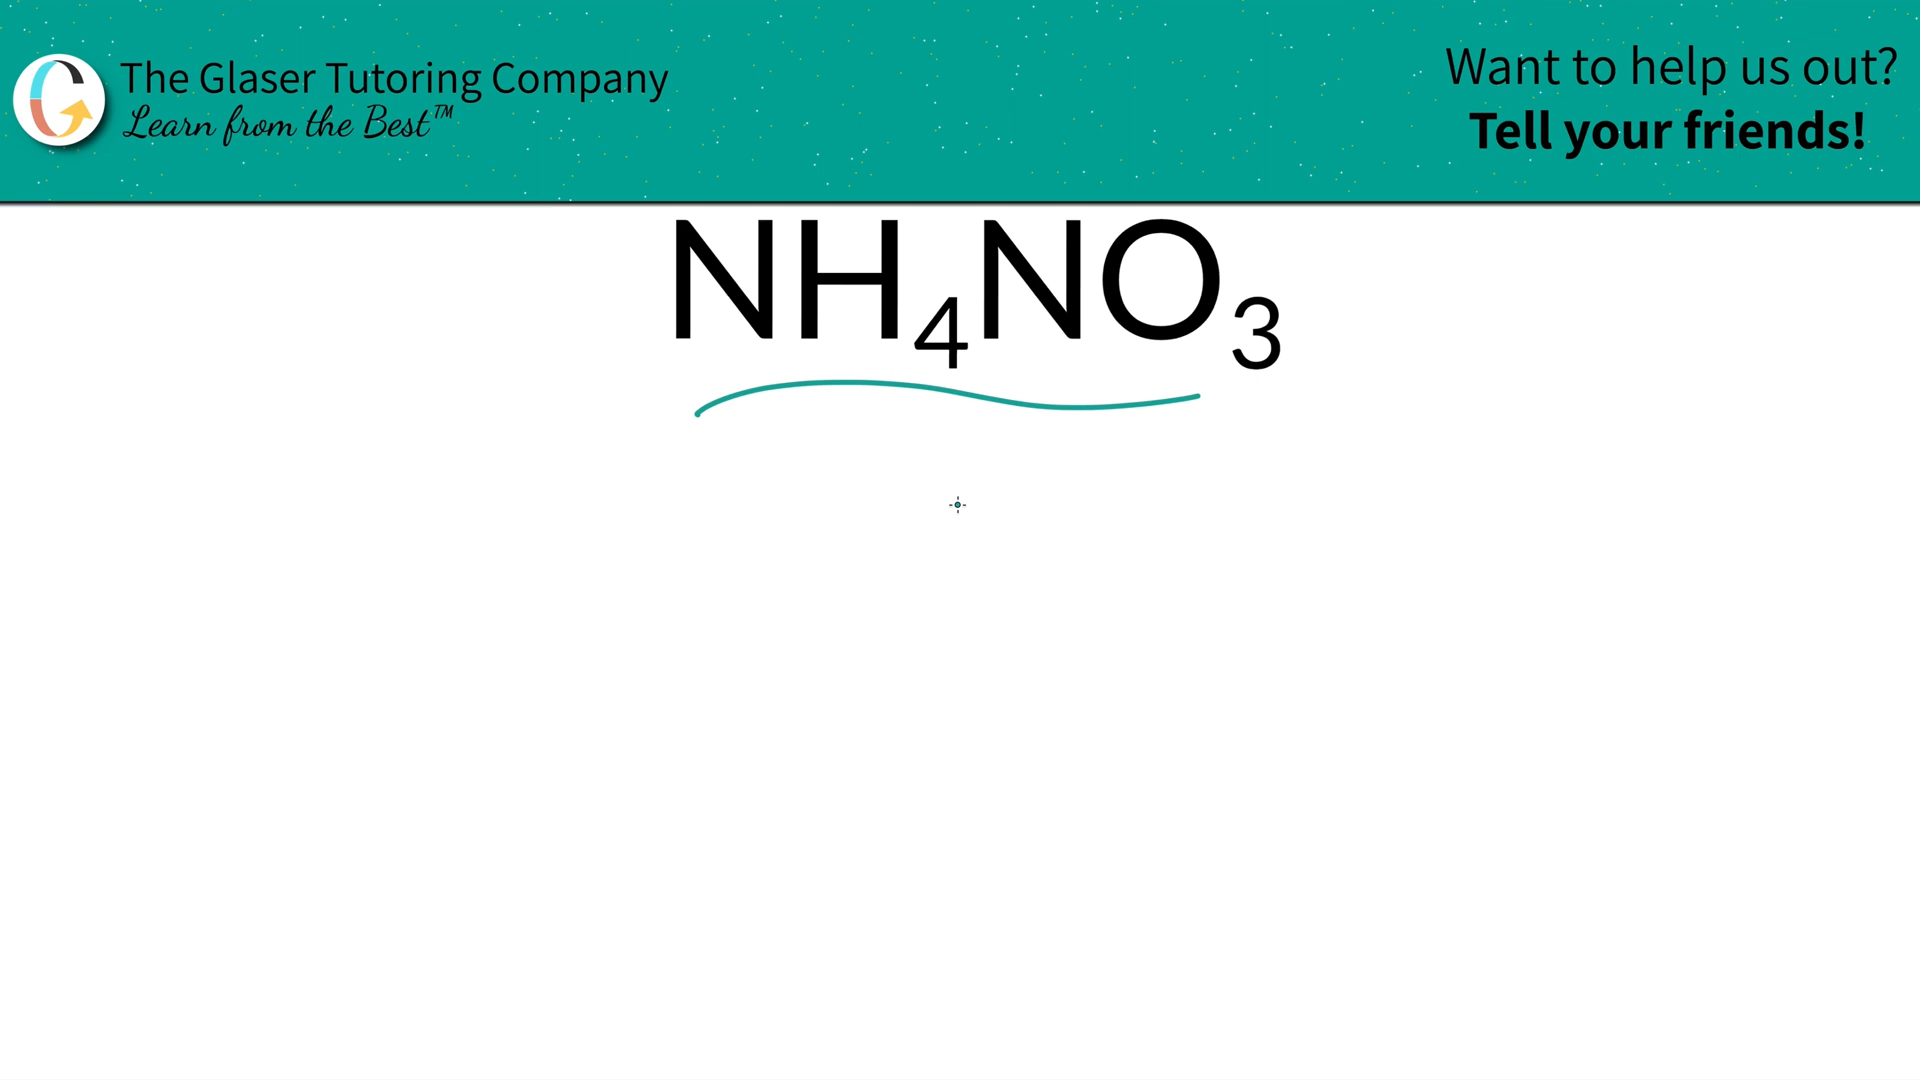 The Glaser Tutoring Company
Learn from the Best™
Want to help us out?
Tell your friends!
NH₄NO₃